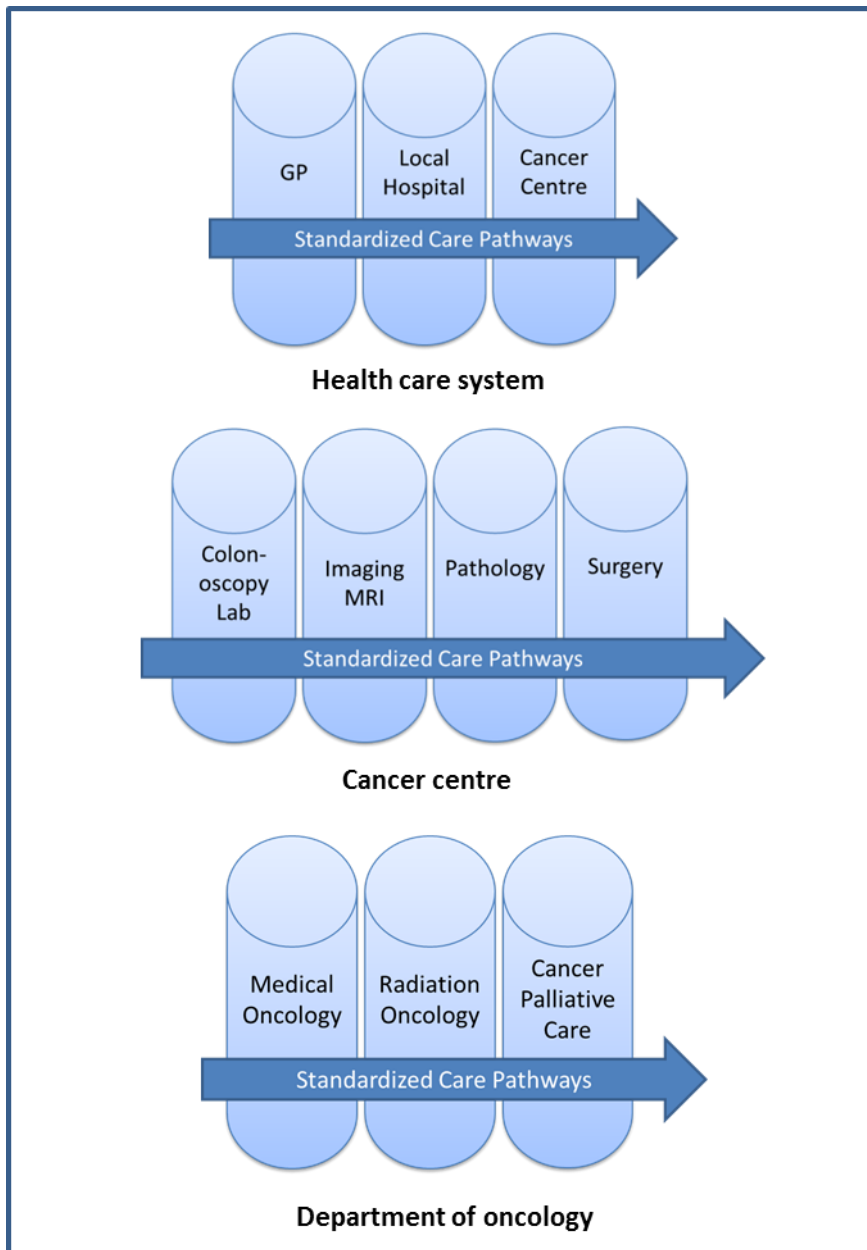 GP
Local
Hospital
Cancer
Centre
Standardized Care Pathways
Health care system
Colon-
oscopy
Lab
Imaging
MRI
Pathology
Surgery
Standardized Care Pathways
Cancer centre
Medical
Oncology
Radiation
Oncology
Cancer
Palliative
Care
Standardized Care Pathways
Department of oncology